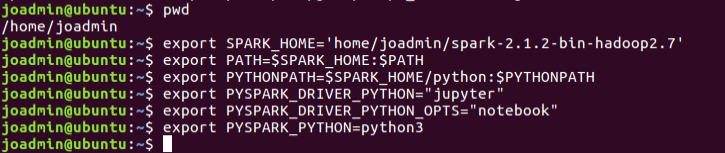 joadmin@ubuntu:~$ pwd
/home/joadmin
joadmin@ubuntu:~$ export SPARK_HOME='home/joadmin/spark-2.1.2-bin-hadoop2.7'
joadmin@ubuntu:~$ export PATH=$SPARK_HOME:$PATH
joadmin@ubuntu:~$ export PYTHONPATH=$SPARK_HOME/python:$PYTHONPATH
joadmin@ubuntu:~$ export PYSPARK_DRIVER_PYTHON="jupyter"
joadmin@ubuntu:~$ export PYSPARK_DRIVER_PYTHON_OPTS="notebook"
joadmin@ubuntu:~$ export PYSPARK_PYTHON=python3
joadmin@ubuntu:~$